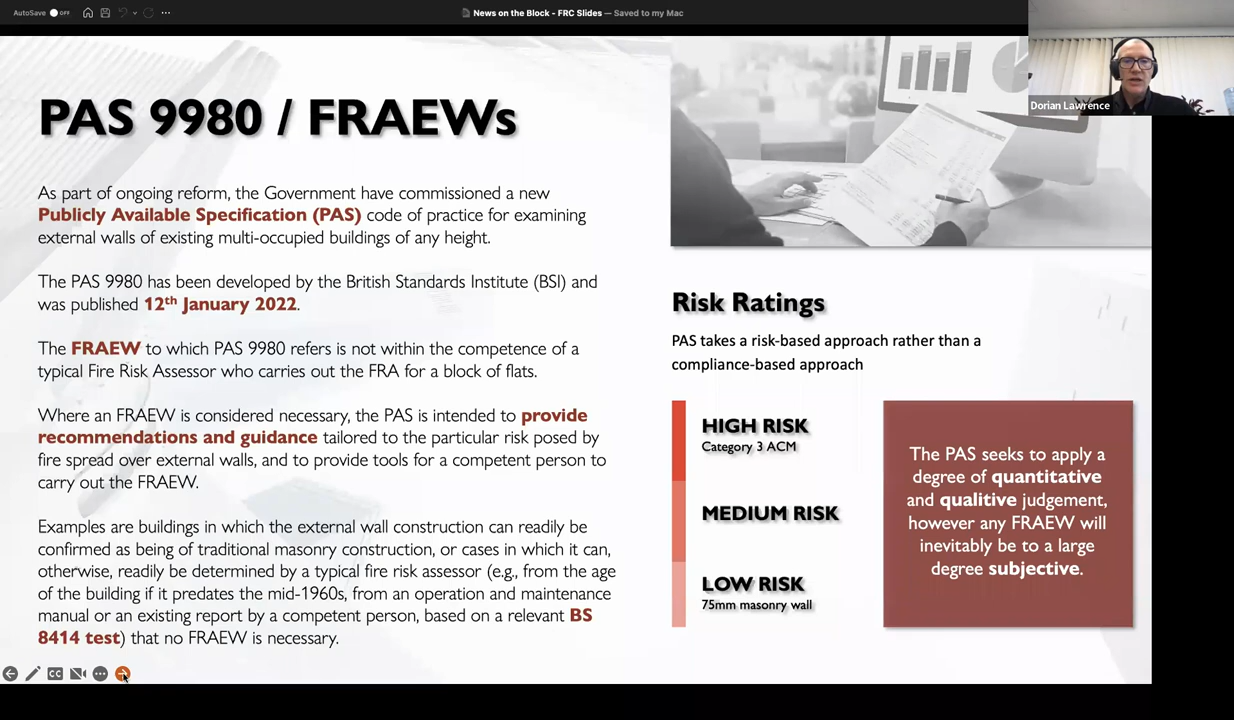 AutoSave OFF
News on the Block - FRC Slides — Saved to my Mac
Dorian Lawrence
PAS 9980 / FRAEWs
As part of ongoing reform, the Government have commissioned a new
Publicly Available Specification (PAS) code of practice for examining
external walls of existing multi-occupied buildings of any height.
The PAS 9980 has been developed by the British Standards Institute (BSI) and
was published 12th January 2022.
The FRAEW to which PAS 9980 refers is not within the competence of a
typical Fire Risk Assessor who carries out the FRA for a block of flats.
Where an FRAEW is considered necessary, the PAS is intended to provide
recommendations and guidance tailored to the particular risk posed by
fire spread over external walls, and to provide tools for a competent person to
carry out the FRAEW.
Examples are buildings in which the external wall construction can readily be
confirmed as being of traditional masonry construction, or cases in which it can,
otherwise, readily be determined by a typical fire risk assessor (e.g., from the age
of the building if it predates the mid-1960s, from an operation and maintenance
manual or an existing report by a competent person, based on a relevant BS
8414 test) that no FRAEW is necessary.
Risk Ratings
PAS takes a risk-based approach rather than a
compliance-based approach
HIGH RISK
Category 3 ACM
MEDIUM RISK
LOW RISK
75mm masonry wall
The PAS seeks to apply a
degree of quantitative
and qualitive judgement,
however any FRAEW will
inevitably be to a large
degree subjective.
CC